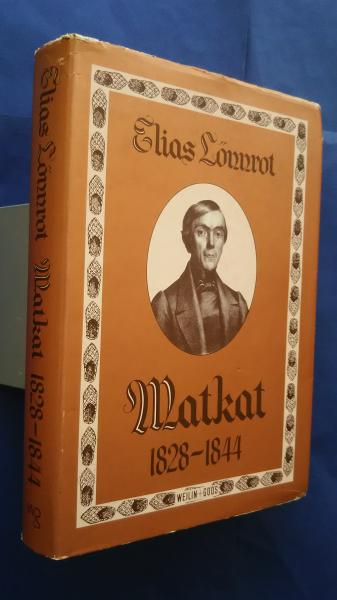 Elias Lönnrot
Matkat
1828–1844
WEILIN+GÖÖS
Elias Lönnrot Matkat 1828–1844